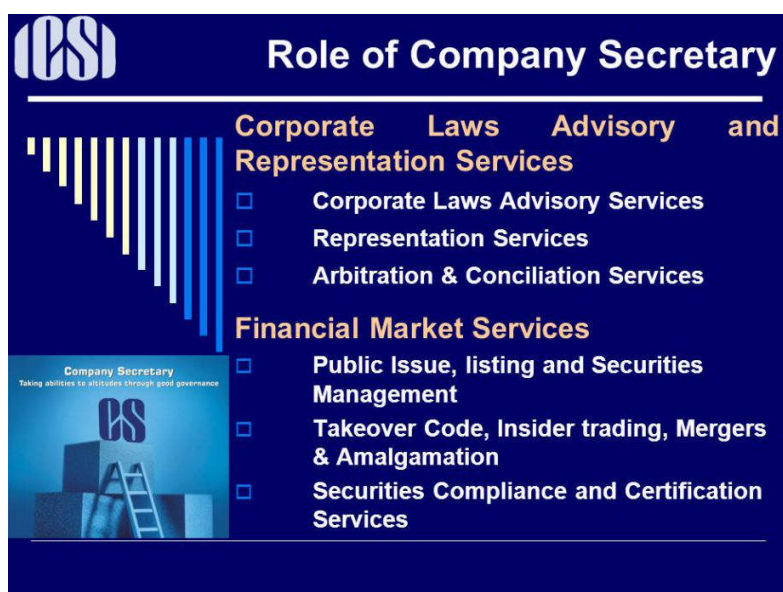 ICSI
Role of Company Secretary
Corporate Laws Advisory and
Representation Services
Corporate Laws Advisory Services
Representation Services
Arbitration & Conciliation Services
Financial Market Services
Public Issue, listing and Securities
Management
Takeover Code, Insider trading, Mergers
& Amalgamation
Securities Compliance and Certification
Services
Company Secretary
Taking abilities to altitudes through good governance
CS